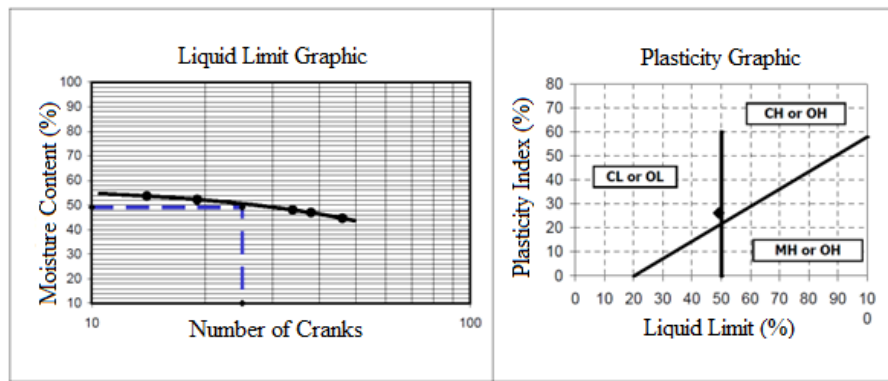 Liquid Limit Graphic
Moisture Content (%)
100
90
80
70
60
50
40
30
20
10
10
100
Number of Cranks
Plasticity Graphic
Plasticity Index (%)
80
70
60
50
40
30
20
10
0
CH or OH
CL or OL
MH or OH
0 10 20 30 40 50 60 70 80 90 10
0
Liquid Limit (%)